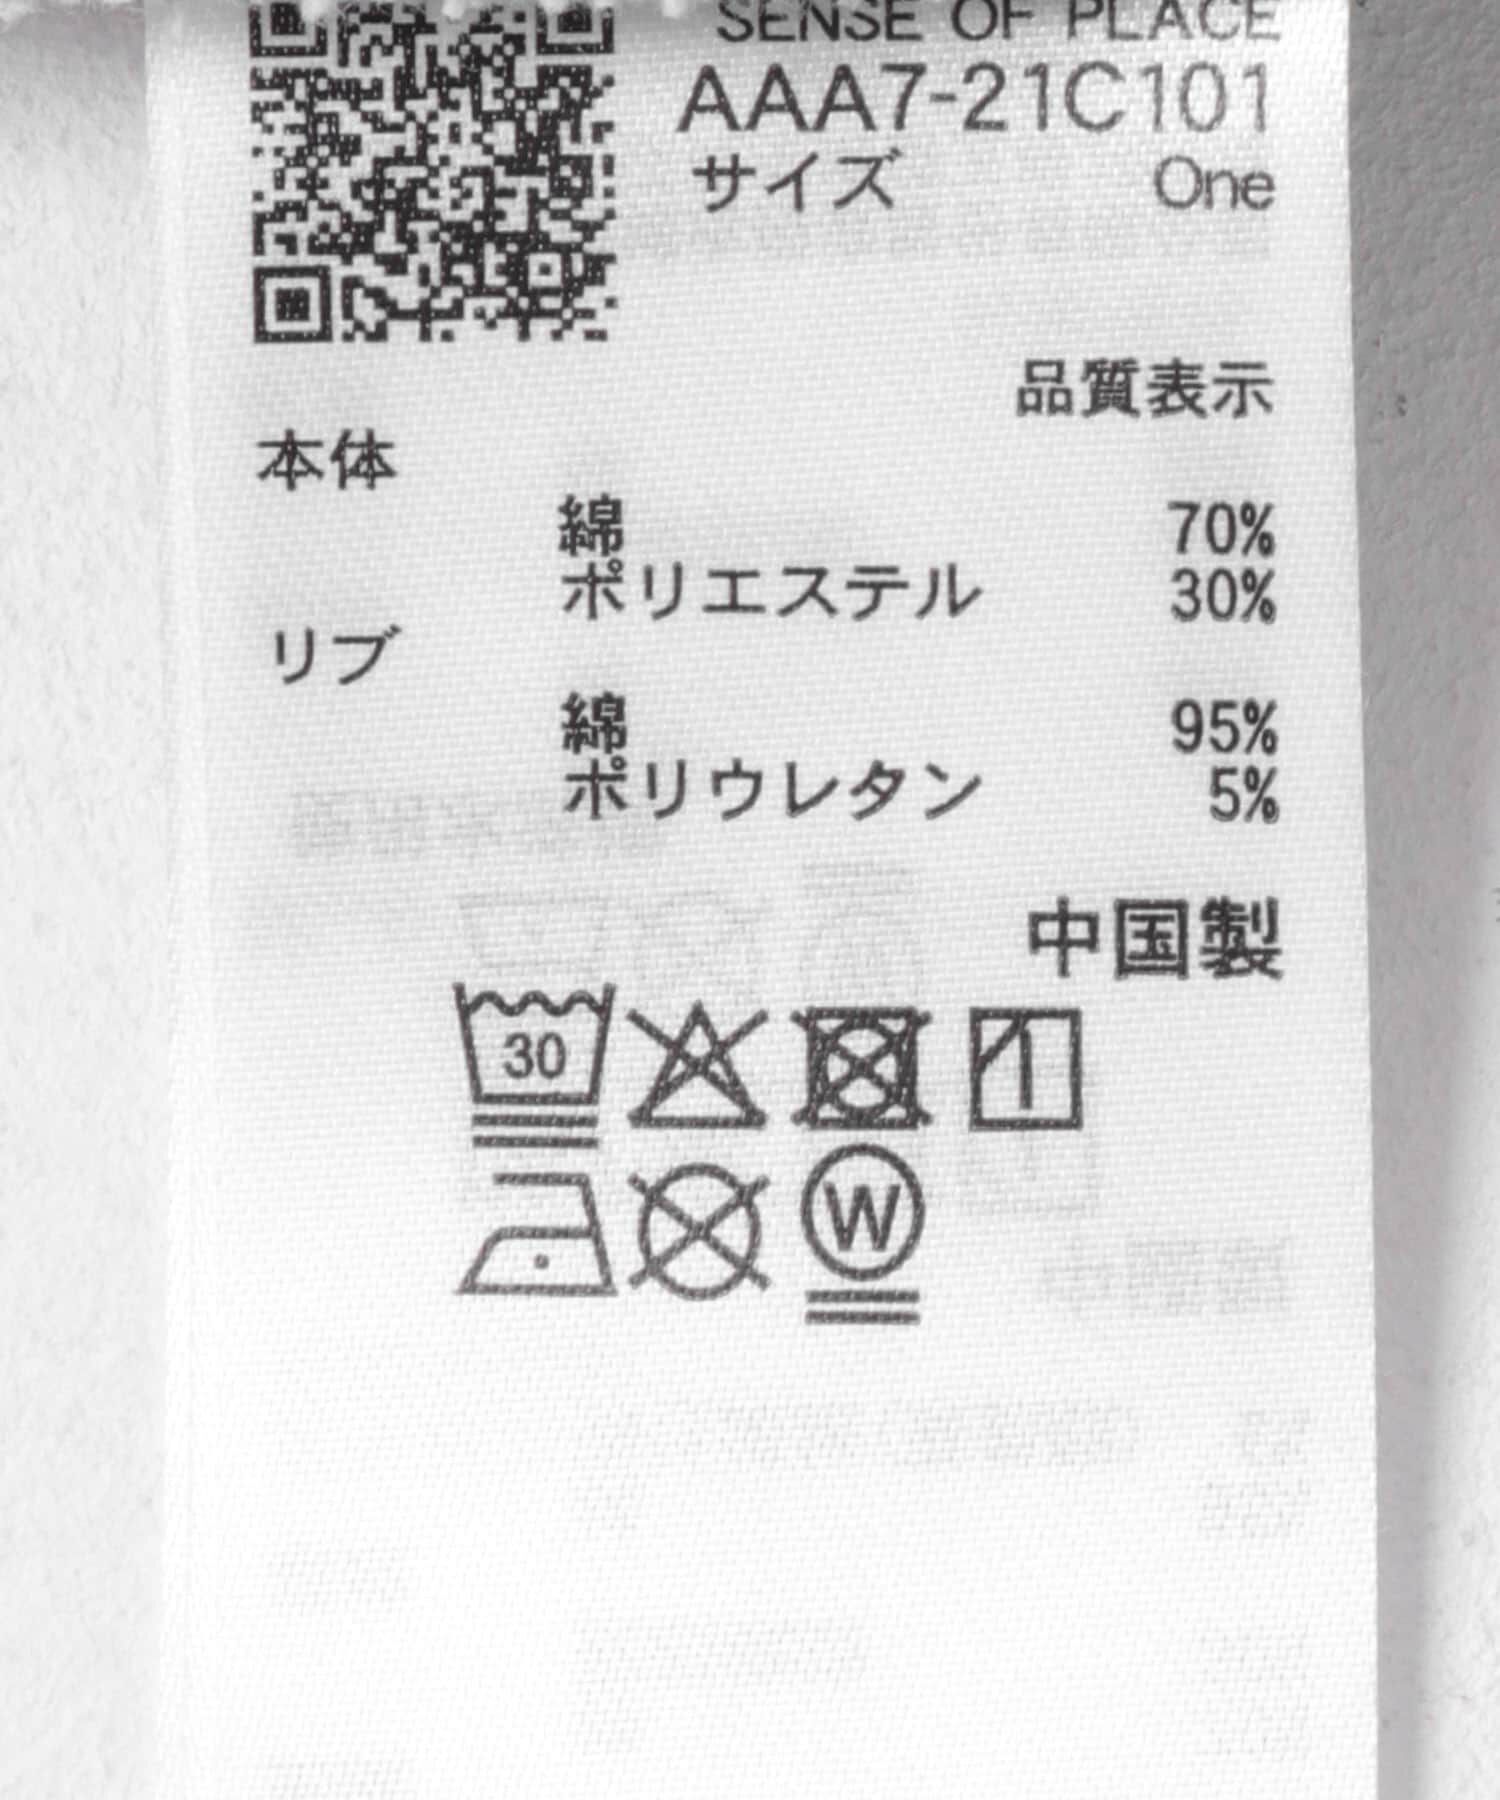 SENSE OF PLACE
AAA7-21C101
サイズ One
品質表示
本体
綿 70%
ポリエステル 30%
リブ
綿 95%
ポリウレタン 5%
中国製
30
W